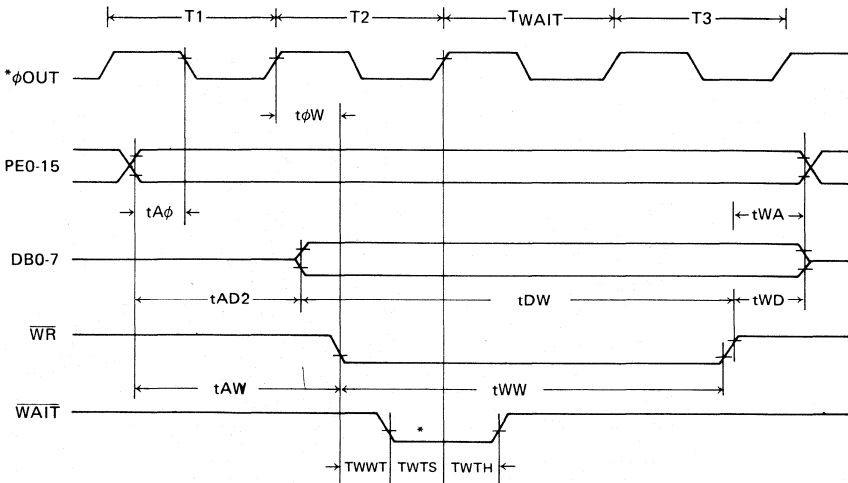 T1 T2 TWAIT T3
*ϕOUT
tϕW
PE0-15
tAϕ tWA
DB0-7
tAD2 tDW tWD
WR
tAW tWW
WAIT
*
TWWT TWTS TWTH